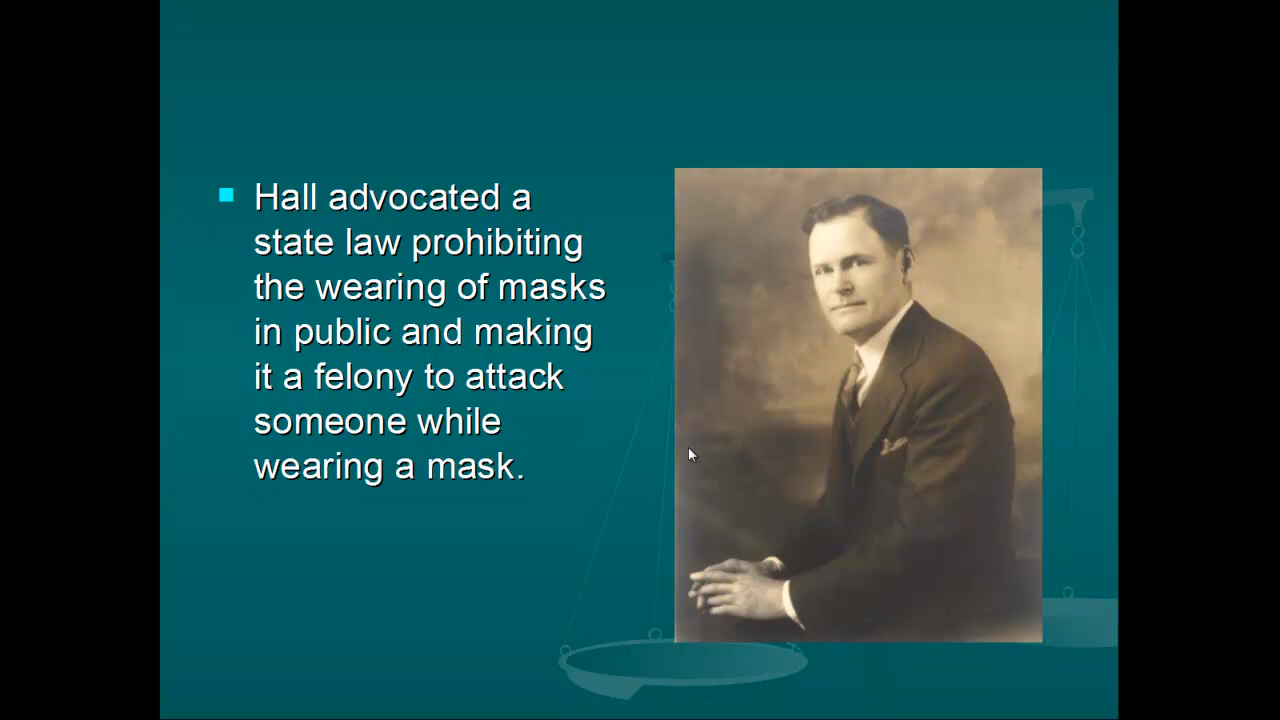 Hall advocated a
state law prohibiting
the wearing of masks
in public and making
it a felony to attack
someone while
wearing a mask.